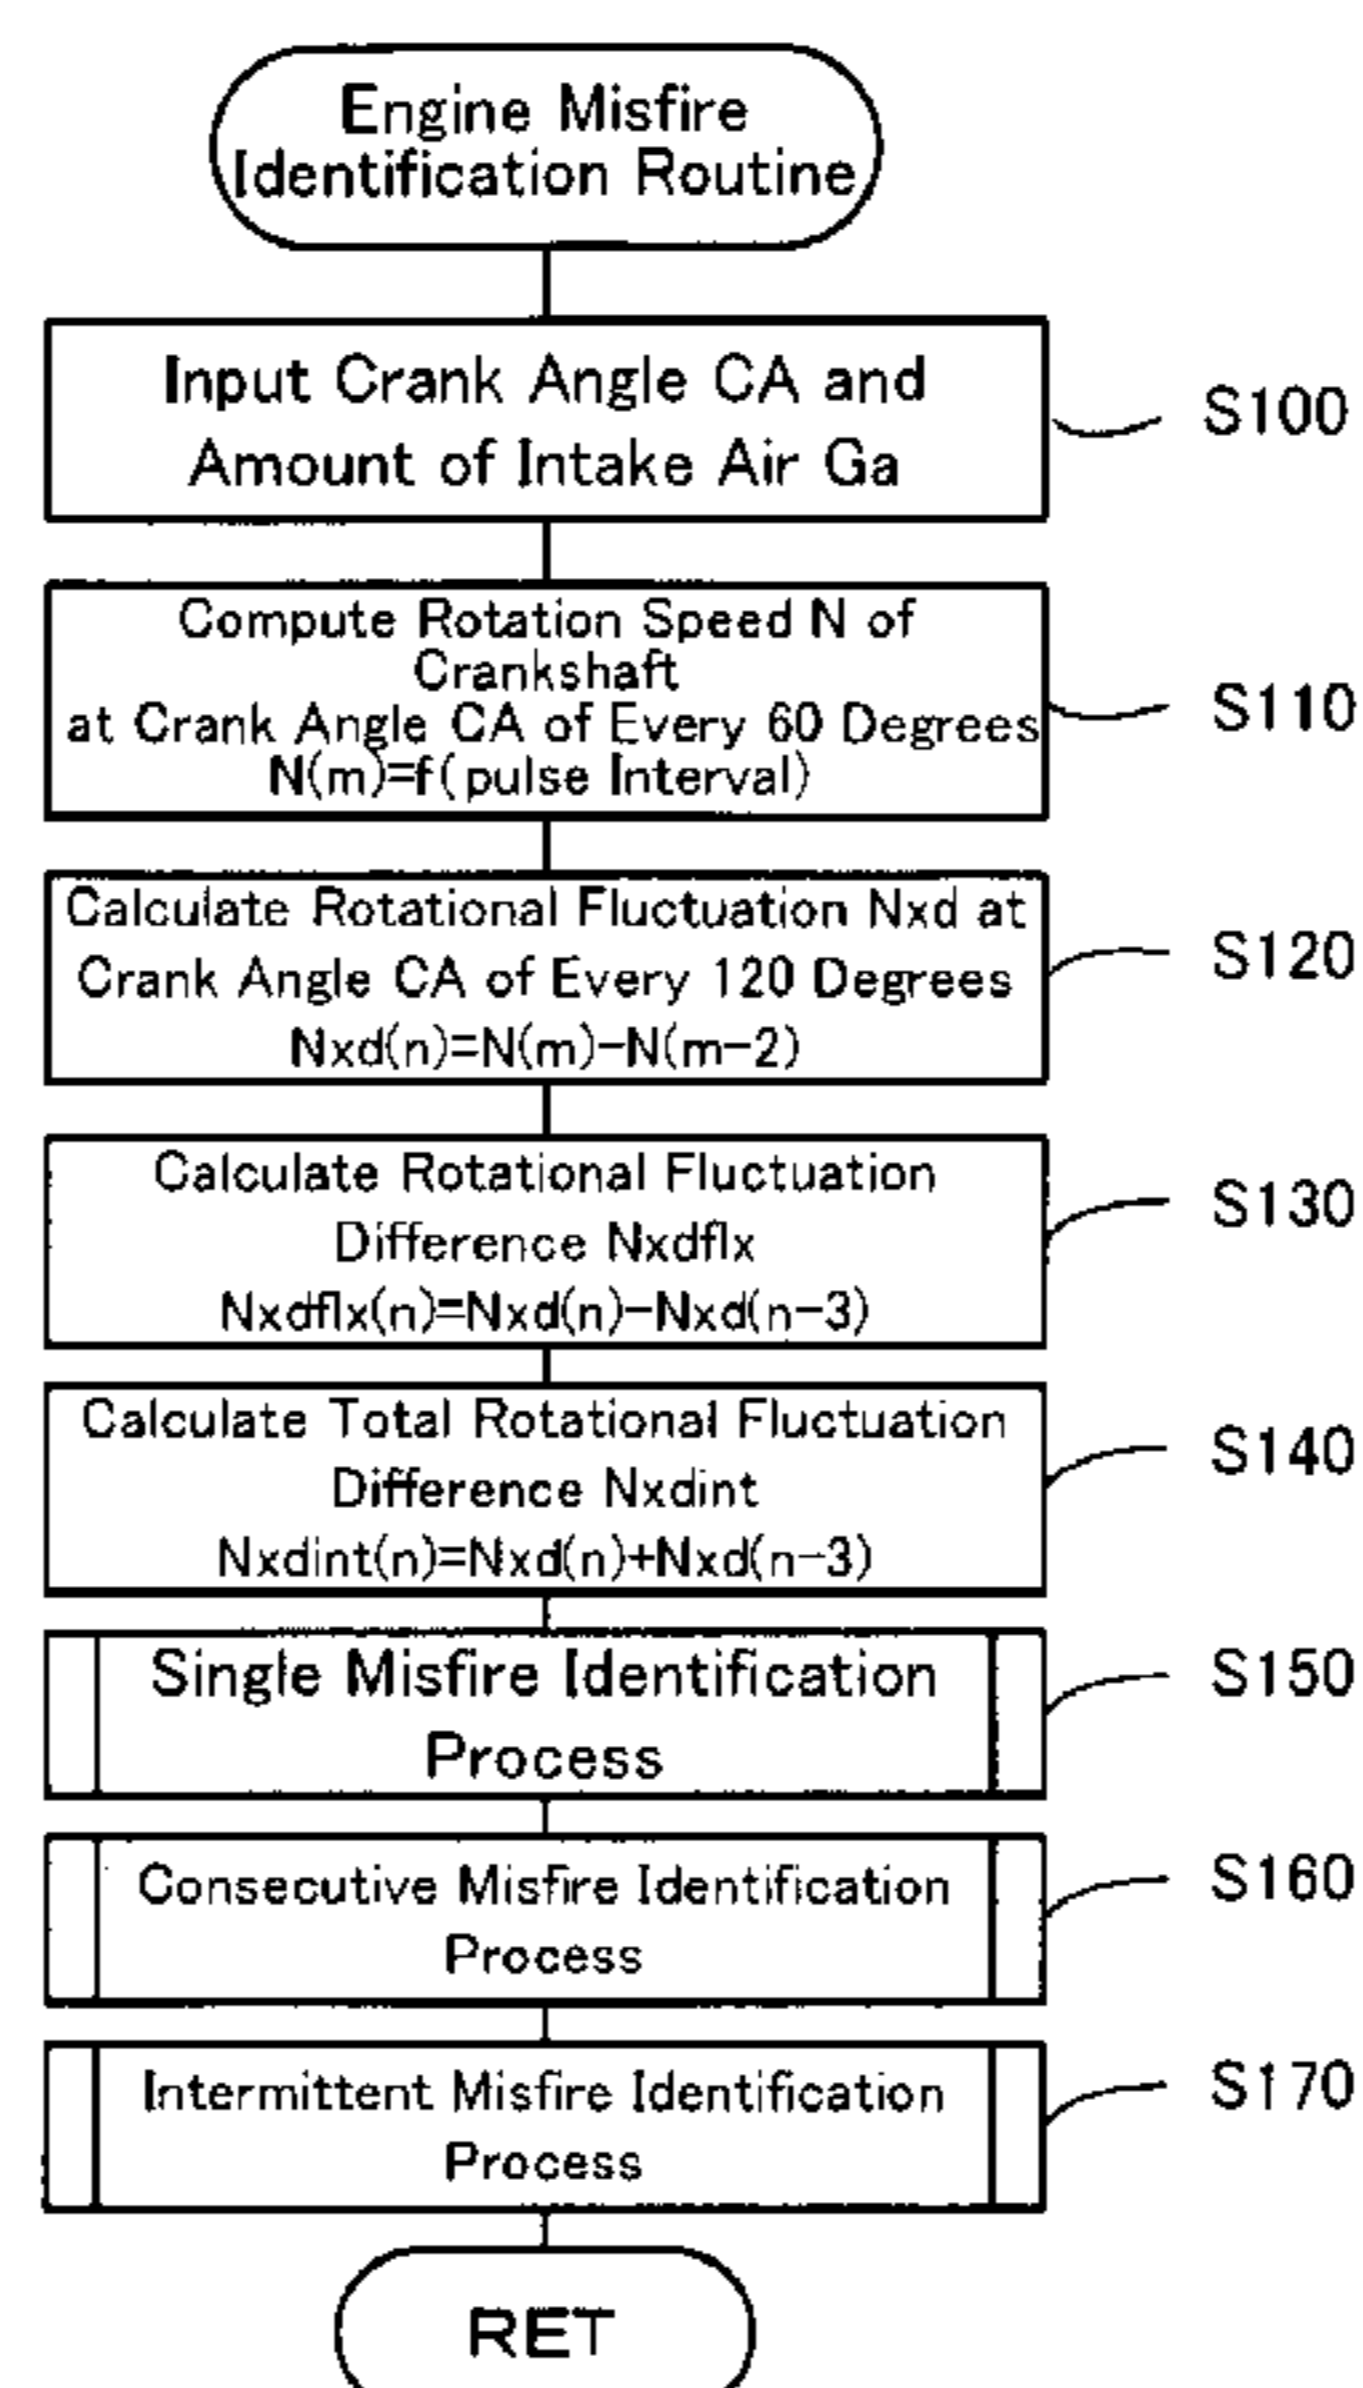 Engine Misfire
Identification Routine
Input Crank Angle CA and
Amount of Intake Air Ga
S100
Compute Rotation Speed N of
Crankshaft
at Crank Angle CA of Every 60 Degrees
N(m)=f(pulse Interval)
S110
Calculate Rotational Fluctuation Nxd at
Crank Angle CA of Every 120 Degrees
Nxd(n)=N(m)-N(m-2)
S120
Calculate Rotational Fluctuation
Difference Nxdflx
Nxdflx(n)=Nxd(n)-Nxd(n-3)
S130
Calculate Total Rotational Fluctuation
Difference Nxdint
Nxdint(n)=Nxd(n)+Nxd(n-3)
S140
Single Misfire Identification
Process
S150
Consecutive Misfire Identification
Process
S160
Intermittent Misfire Identification
Process
S170
RET